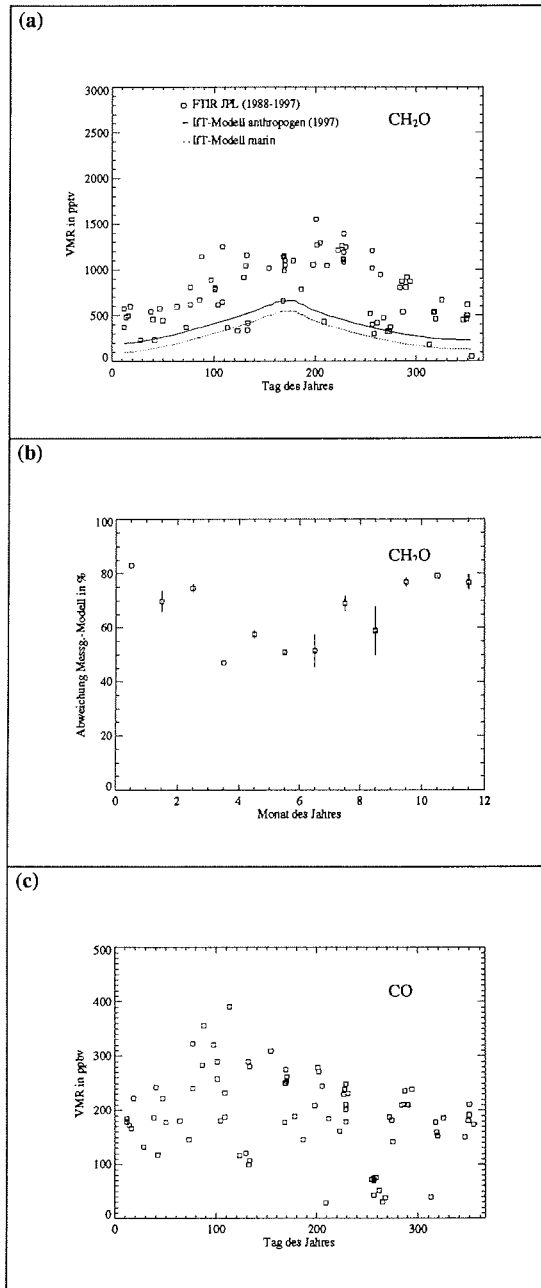 (a)
3000
2500
2000
1500
1000
500
0
VMR in pptv
□ FTIR JPL (1988-1997)
— IfT-Modell anthropogen (1997)
···· IfT-Modell marin
CH₂O
0
100
200
300
Tag des Jahres
(b)
100
80
60
40
20
0
Abweichung Messg.-Modell in %
CH₂O
0
2
4
6
8
10
12
Monat des Jahres
(c)
500
400
300
200
100
0
VMR in ppbv
CO
0
100
200
300
Tag des Jahres